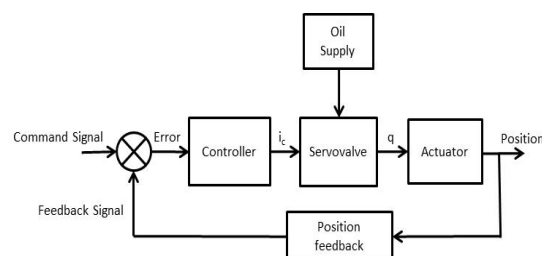 Oil
Supply
Command Signal
Error
Controller
ic
Servovalve
q
Actuator
Position
Feedback Signal
Position
feedback